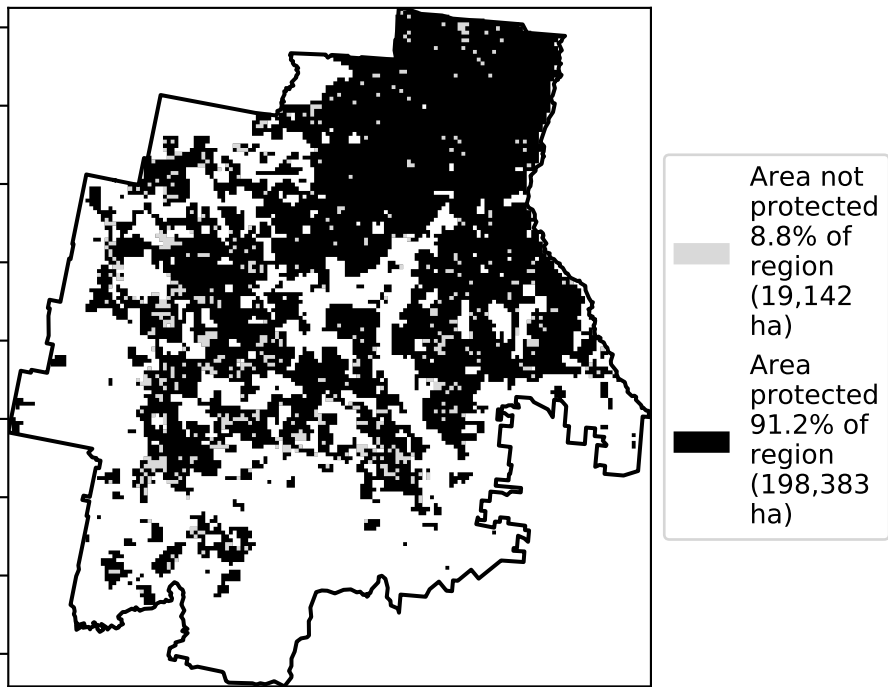 Area not
protected
8.8% of
region
(19,142
ha)
Area
protected
91.2% of
region
(198,383
ha)